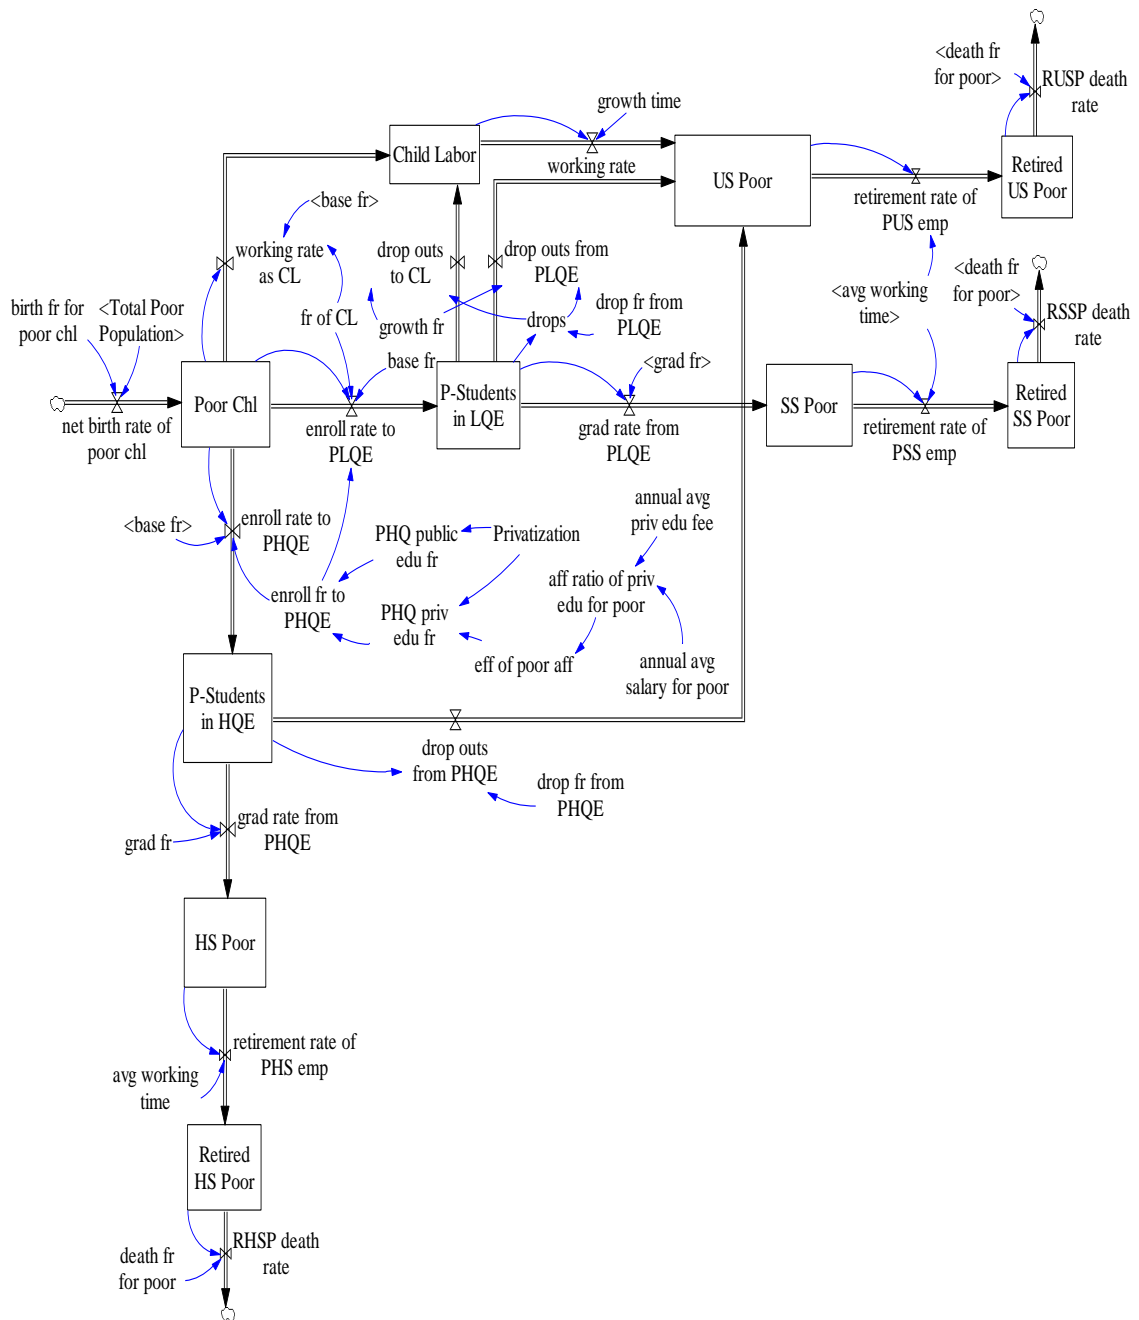 <death fr
for poor>
RUSP death
rate
growth time
Child Labor
working rate
US Poor
Retired
US Poor
retirement rate of
PUS emp
<base fr>
working rate
as CL
drop outs
to CL
drop outs from
PLQE
<death fr
for poor>
RSSP death
rate
birth fr for
poor chl
<Total Poor
Population>
fr of CL
growth fr
drops
drop fr from
PLQE
<avg working
time>
base fr
<grad fr>
Poor Chl
P-Students
in LQE
SS Poor
Retired
SS Poor
net birth rate of
poor chl
enroll rate to
PLQE
grad rate from
PLQE
retirement rate of
PSS emp
<base fr>
enroll rate to
PHQE
PHQ public
edu fr
Privatization
annual avg
priv edu fee
enroll fr to
PHQE
PHQ priv
edu fr
aff ratio of priv
edu for poor
eff of poor aff
annual avg
salary for poor
P-Students
in HQE
drop outs
from PHQE
drop fr from
PHQE
grad rate from
PHQE
grad fr
HS Poor
retirement rate of
PHS emp
avg working
time
Retired
HS Poor
RHSP death
rate
death fr
for poor